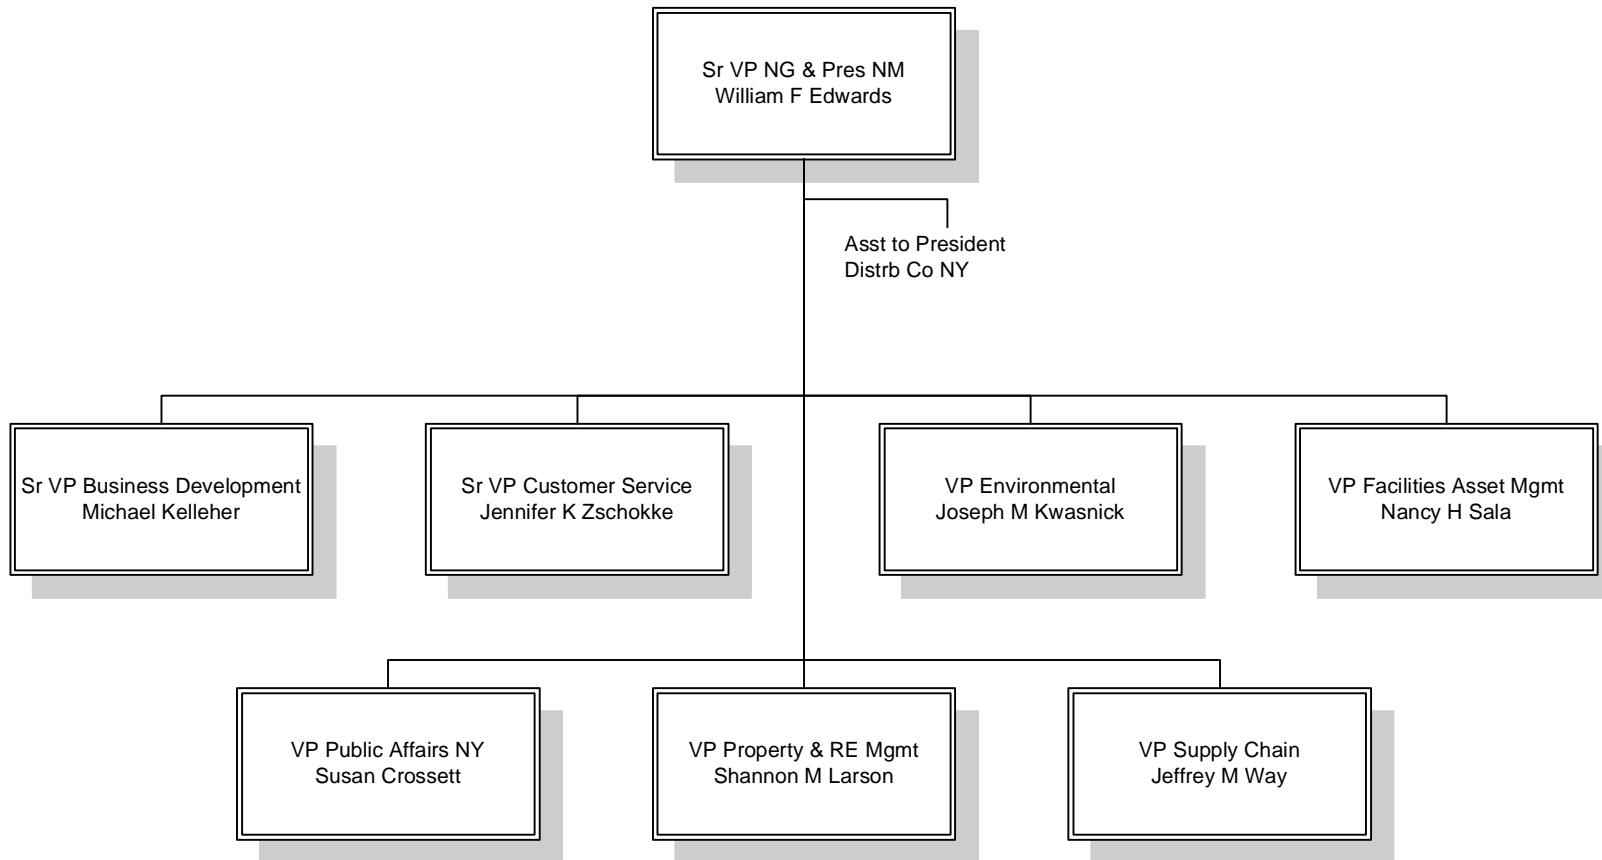 Sr VP NG & Pres NM
William F Edwards
Asst to President
Distrb Co NY
Sr VP Business Development
Michael Kelleher
Sr VP Customer Service
Jennifer K Zschokke
VP Environmental
Joseph M Kwasnick
VP Facilities Asset Mgmt
Nancy H Sala
VP Public Affairs NY
Susan Crossett
VP Property & RE Mgmt
Shannon M Larson
VP Supply Chain
Jeffrey M Way